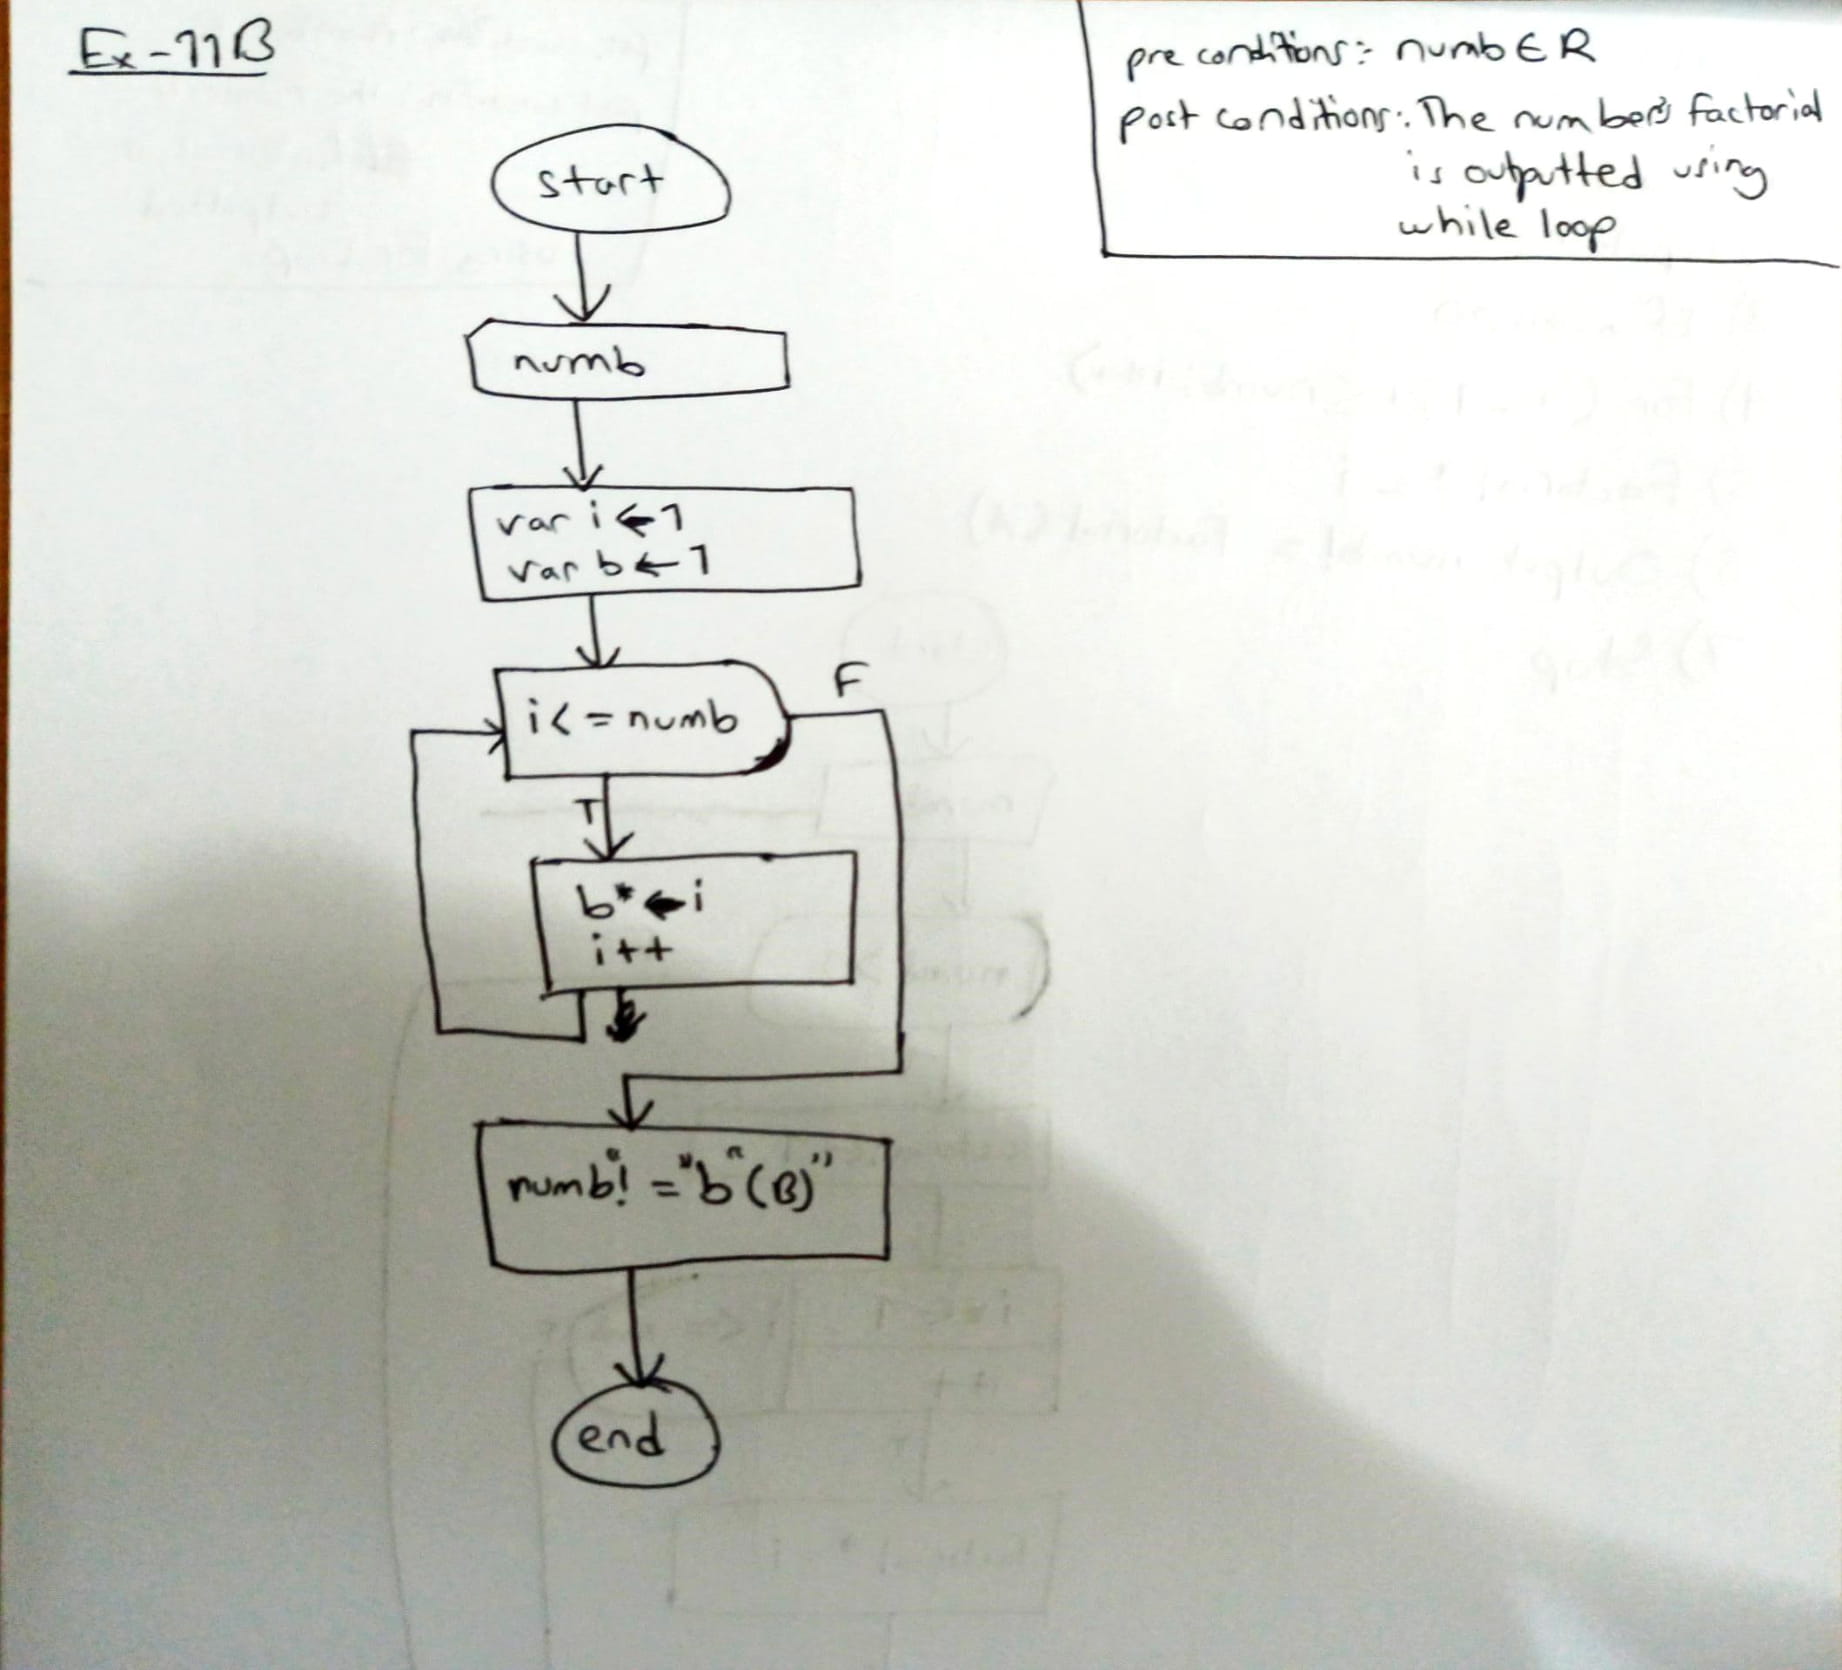 Ex-11B
pre conditions:- numb ∈ R
post conditions:. The number's factorial
is outputted using
while loop
start
numb
var i ← 1
var b ← 1
i < = numb
F
T
b* ← i
i++
numb"! = "b" (B)"
end